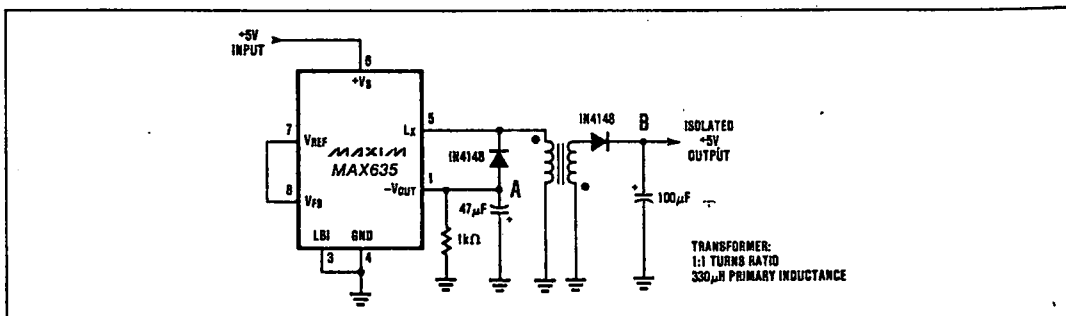 +5V
INPUT
6
+VS
7
VREF
MAXIM
MAX635
LX
5
1N4148
1N4148
B
ISOLATED
+5V
OUTPUT
8
VFB
-VOUT
1
A
47µF
+
1kΩ
+
100µF
LBI
GND
3
4
TRANSFORMER:
1:1 TURNS RATIO
330µH PRIMARY INDUCTANCE